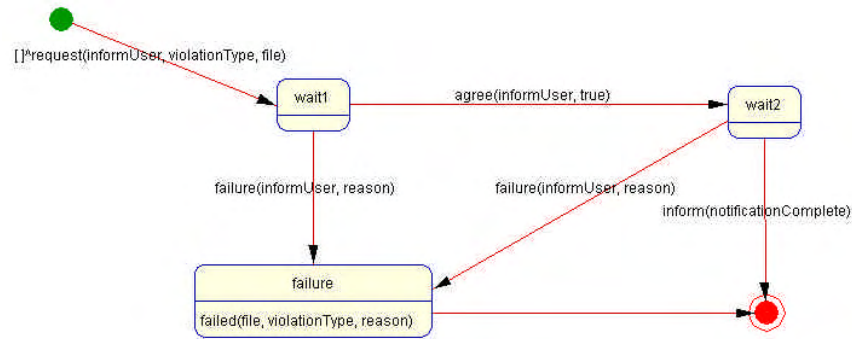 [ ]^request(informUser, violationType, file)
wait1
agree(informUser, true)
wait2
failure(informUser, reason)
failure(informUser, reason)
inform(notificationComplete)
failure
failed(file, violationType, reason)